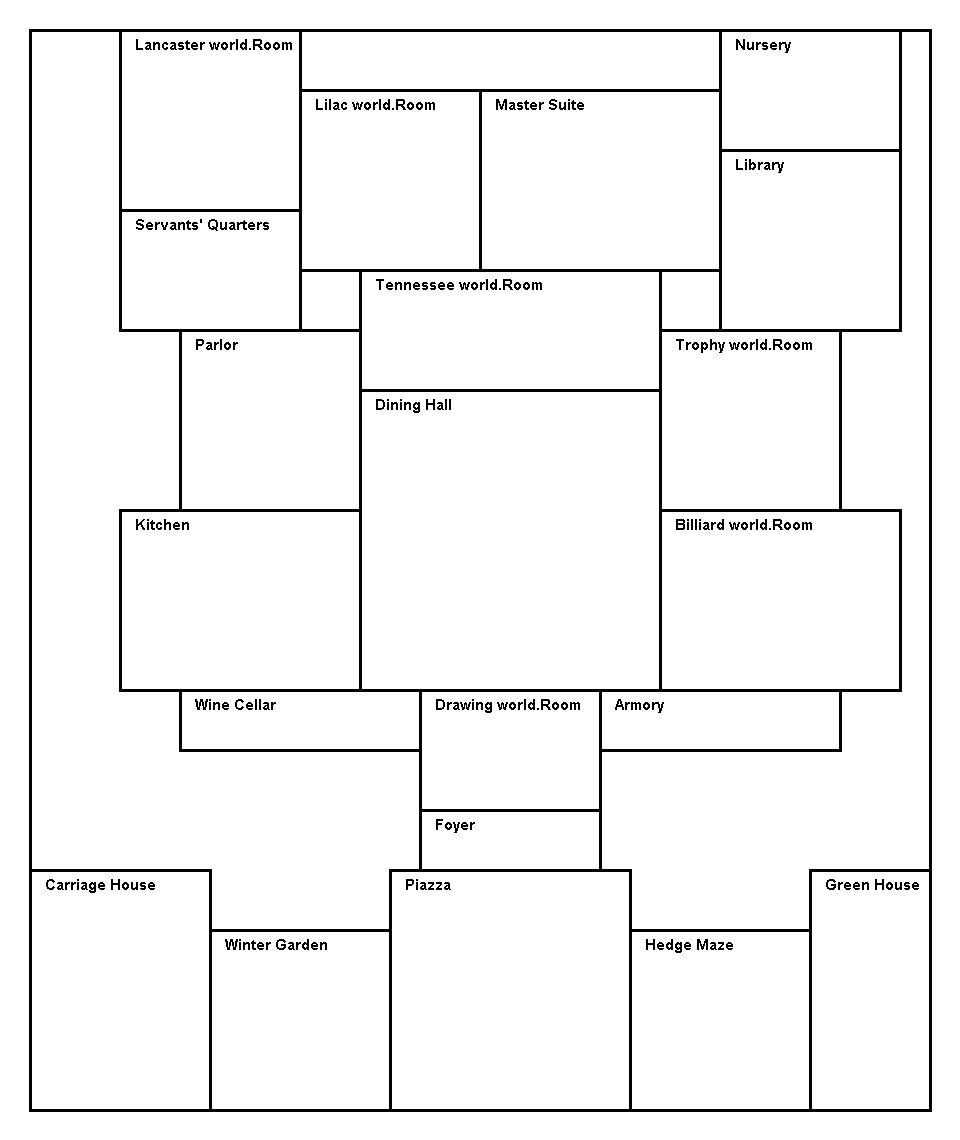 Lancaster world.Room
Nursery
Lilac world.Room
Master Suite
Library
Servants' Quarters
Tennessee world.Room
Parlor
Trophy world.Room
Dining Hall
Kitchen
Billiard world.Room
Wine Cellar
Drawing world.Room
Armory
Foyer
Carriage House
Piazza
Green House
Winter Garden
Hedge Maze